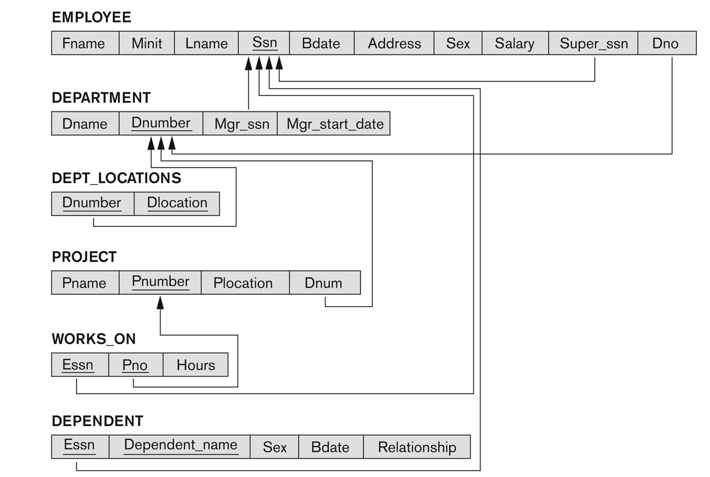 EMPLOYEE
Fname Minit Lname Ssn Bdate Address Sex Salary Super_ssn Dno
DEPARTMENT
Dname Dnumber Mgr_ssn Mgr_start_date
DEPT_LOCATIONS
Dnumber Dlocation
PROJECT
Pname Pnumber Plocation Dnum
WORKS_ON
Essn Pno Hours
DEPENDENT
Essn Dependent_name Sex Bdate Relationship